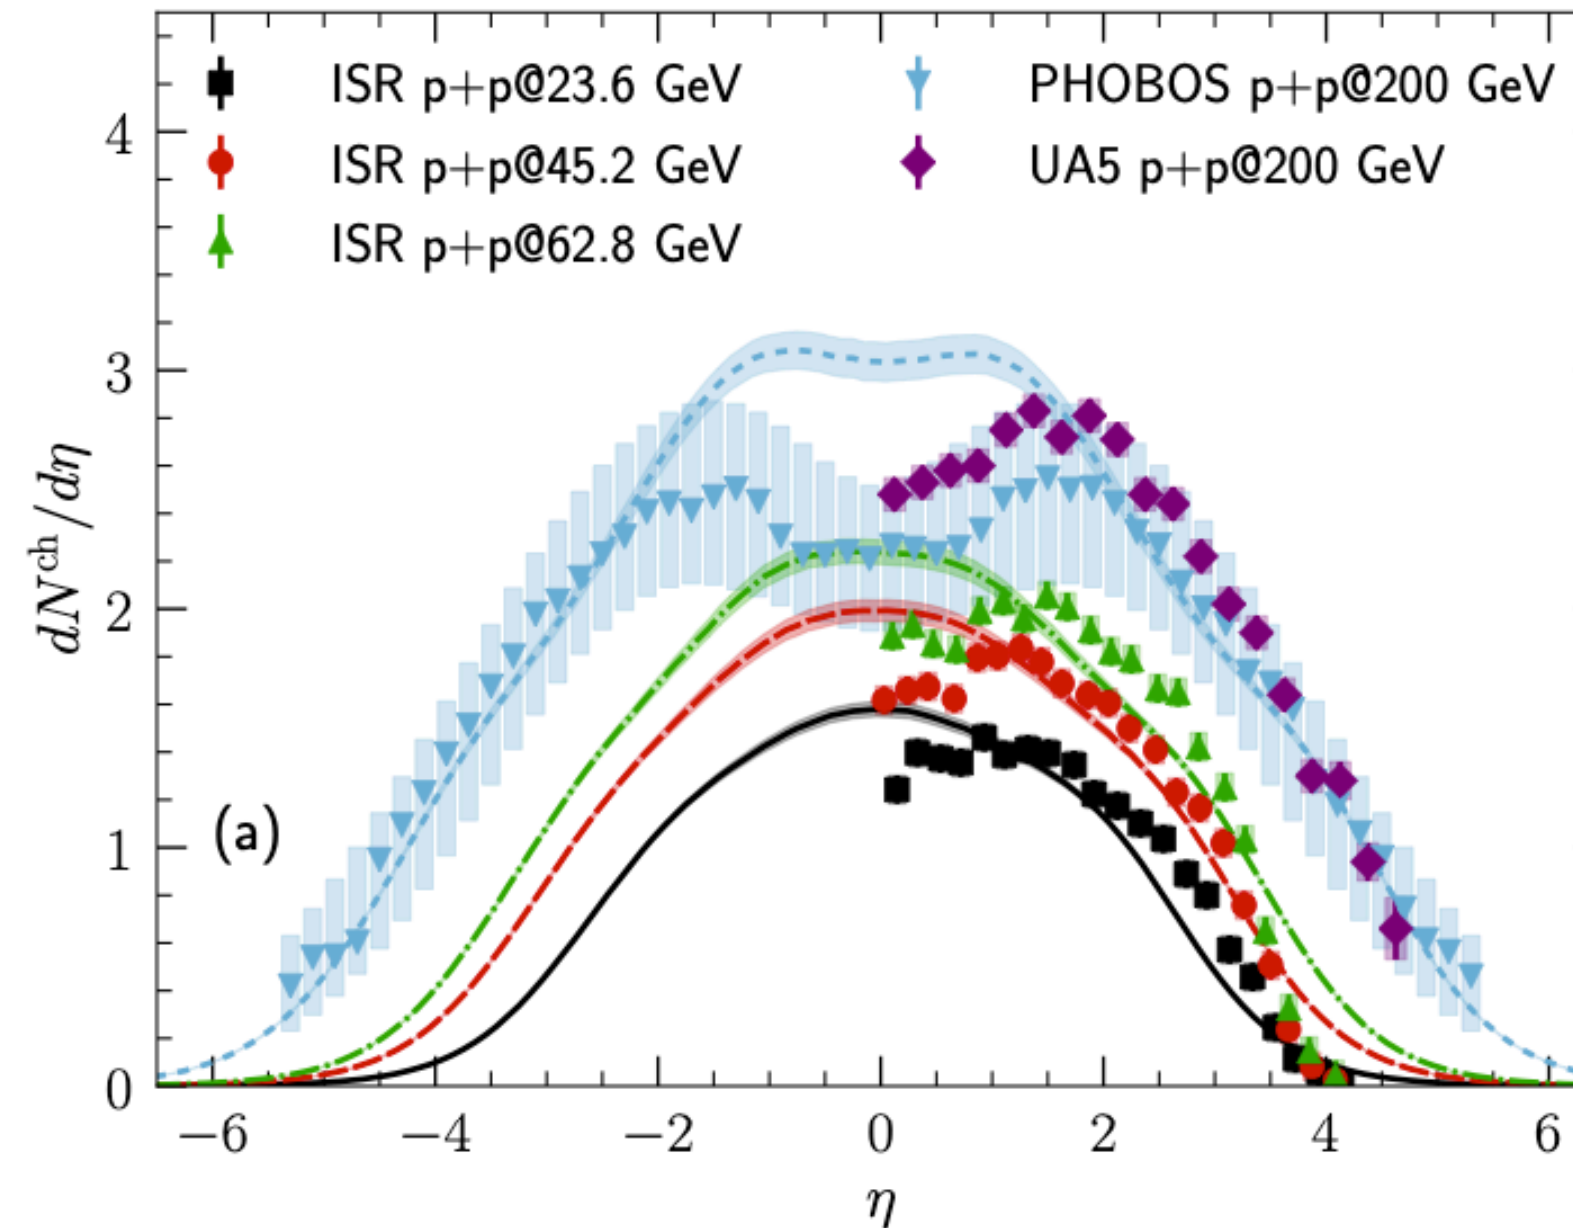 ISR p+p@23.6 GeV
ISR p+p@45.2 GeV
ISR p+p@62.8 GeV
PHOBOS p+p@200 GeV
UA5 p+p@200 GeV
4
3
2
1
0
dN^ch/dη
(a)
−6 −4 −2 0 2 4 6
η